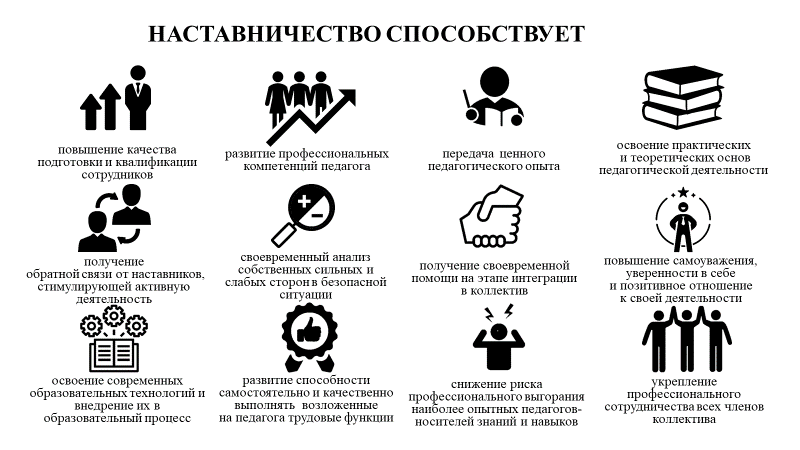 НАСТАВНИЧЕСТВО СПОСОБСТВУЕТ
повышение качества
подготовки и квалификации
сотрудников
развитие профессиональных
компетенций педагога
передача ценного
педагогического опыта
освоение практических
и теоретических основ
педагогической деятельности
получение
обратной связи от наставников,
стимулирующей активную
деятельность
своевременный анализ
собственных сильных и
слабых сторон в безопасной
ситуации
получение своевременной
помощи на этапе интеграции
в коллектив
повышение самоуважения,
уверенности в себе
и позитивное отношение
к своей деятельности
освоение современных
образовательных технологий и
внедрение их в
образовательный процесс
развитие способности
самостоятельно и качественно
выполнять возложенные
на педагога трудовые функции
снижение риска
профессионального выгорания
наиболее опытных педагогов-
носителей знаний и навыков
укрепление
профессионального
сотрудничества всех членов
коллектива